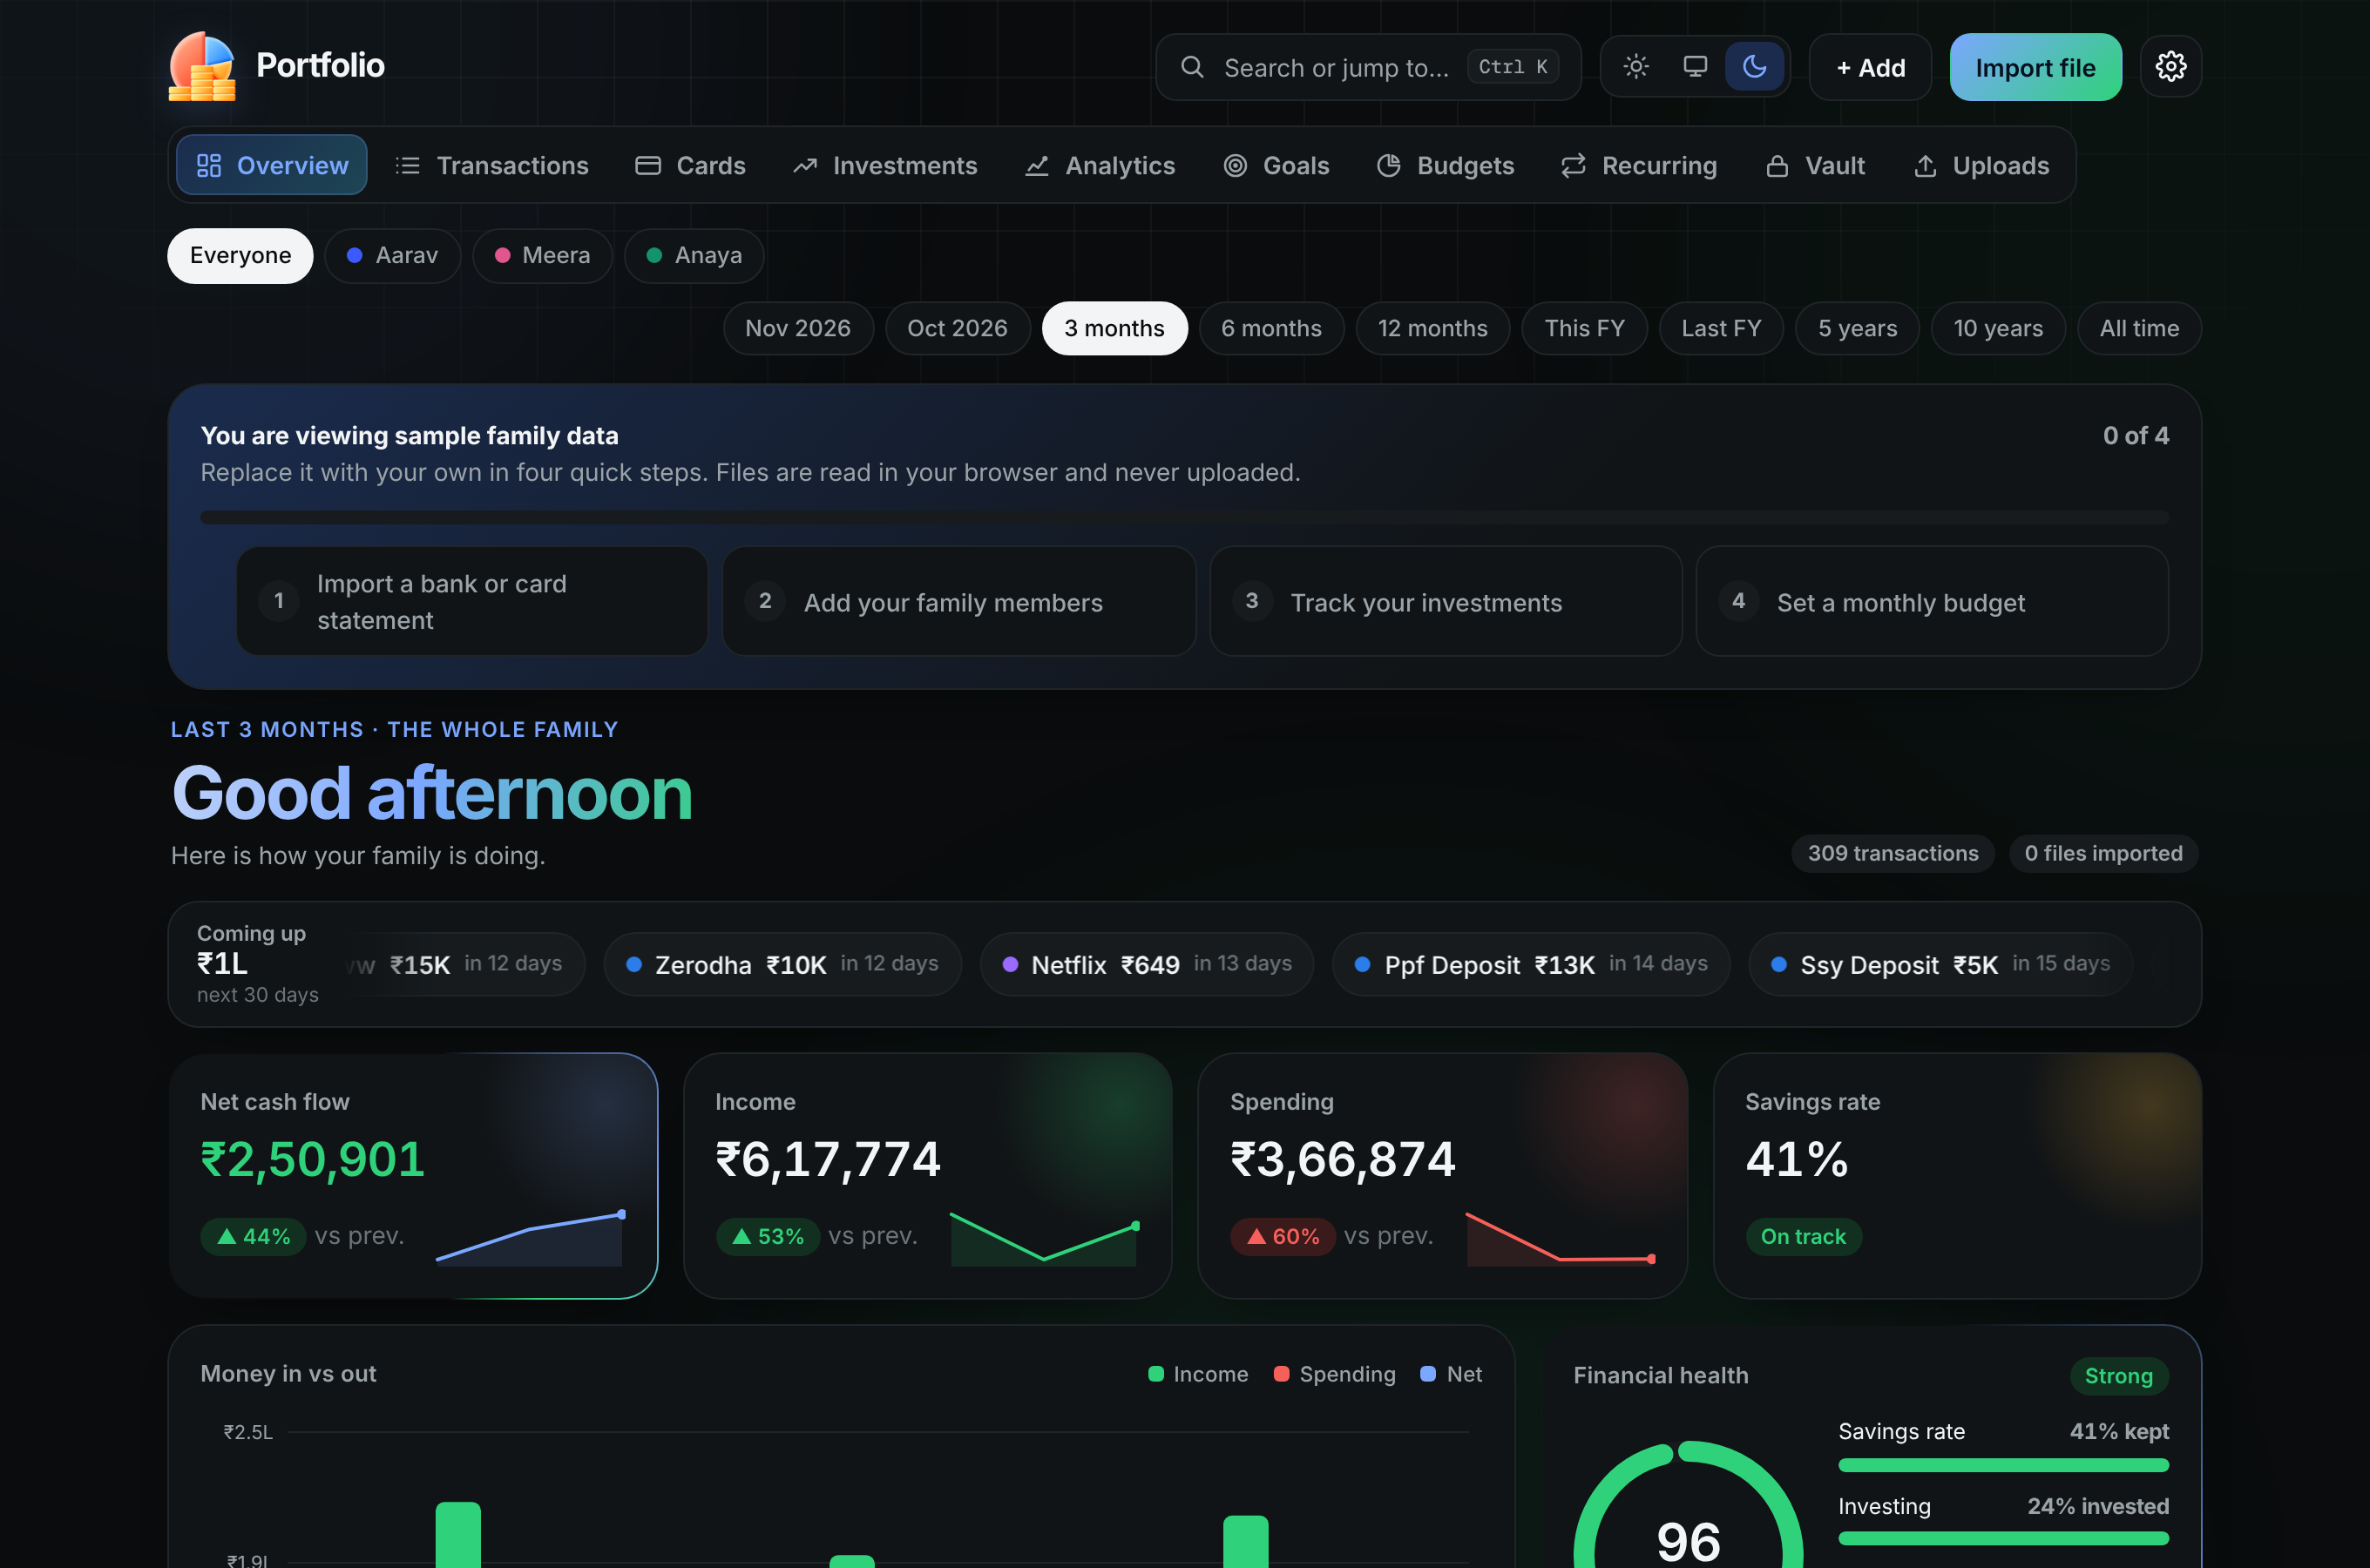 Portfolio
Search or jump to...
Ctrl K
+ Add
Import file
Overview
Transactions
Cards
Investments
Analytics
Goals
Budgets
Recurring
Vault
Uploads
Everyone
Aarav
Meera
Anaya
Nov 2026
Oct 2026
3 months
6 months
12 months
This FY
Last FY
5 years
10 years
All time
You are viewing sample family data
0 of 4
Replace it with your own in four quick steps. Files are read in your browser and never uploaded.
1
Import a bank or card
statement
2
Add your family members
3
Track your investments
4
Set a monthly budget
LAST 3 MONTHS · THE WHOLE FAMILY
Good afternoon
Here is how your family is doing.
309 transactions
0 files imported
Coming up
₹1L
next 30 days
₹15K in 12 days
Zerodha ₹10K in 12 days
Netflix ₹649 in 13 days
Ppf Deposit ₹13K in 14 days
Ssy Deposit ₹5K in 15 days
Net cash flow
₹2,50,901
▲ 44% vs prev.
Income
₹6,17,774
▲ 53% vs prev.
Spending
₹3,66,874
▲ 60% vs prev.
Savings rate
41%
On track
Money in vs out
Income
Spending
Net
₹2.5L
₹1.9L
Financial health
Strong
96
Savings rate
41% kept
Investing
24% invested